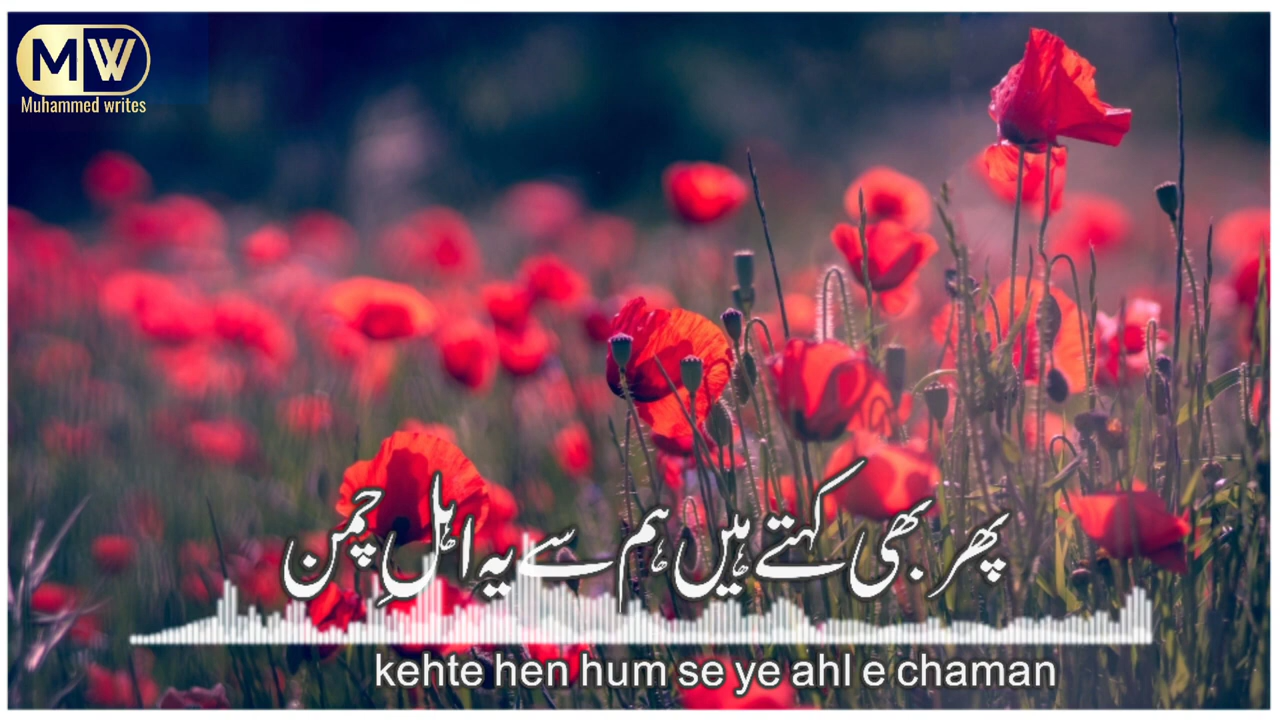 MW
Muhammed writes
پھر بھی کہتے ہیں ہم سے یہ اہلِ چمن
kehte hen hum se ye ahl e chaman